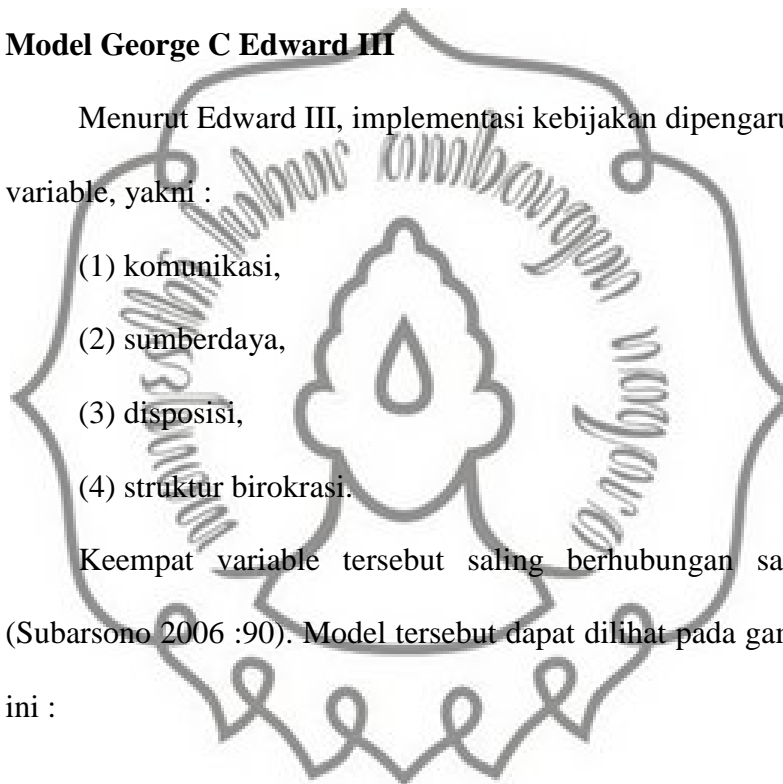 Model George C Edward III
Menurut Edward III, implementasi kebijakan dipengaru
variable, yakni :
(1) komunikasi,
(2) sumberdaya,
(3) disposisi,
(4) struktur birokrasi.
Keempat variable tersebut saling berhubungan sa
(Subarsono 2006 :90). Model tersebut dapat dilihat pada gan
ini :